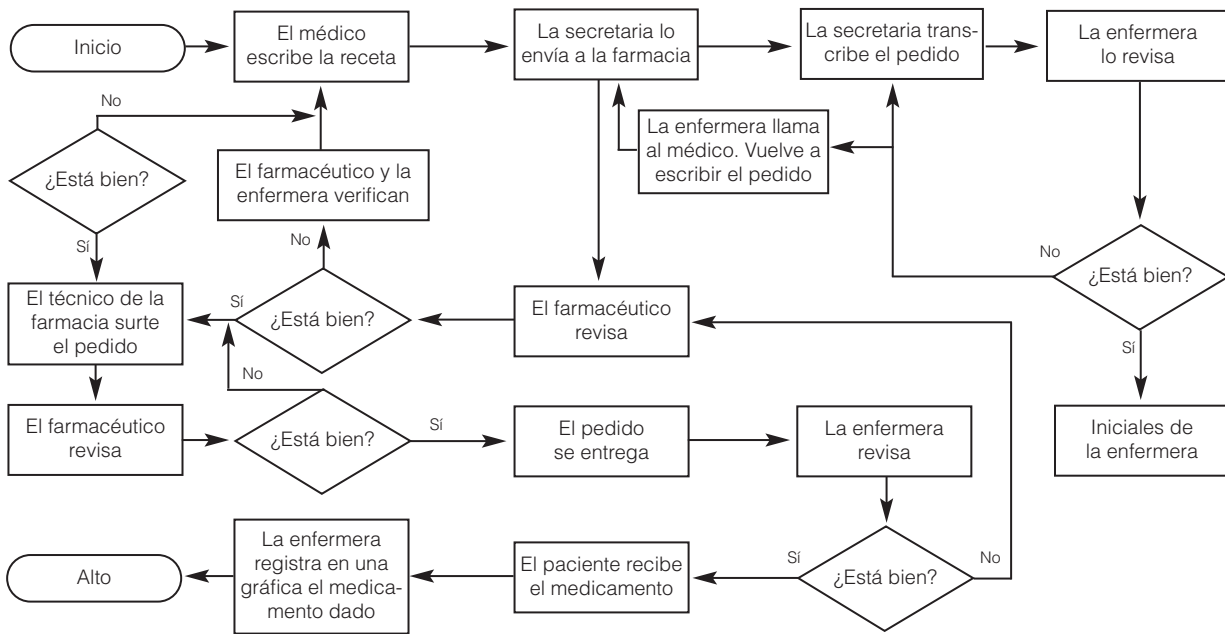 Inicio
El médico
escribe la receta
La secretaria lo
envía a la farmacia
La secretaria trans-
cribe el pedido
La enfermera
lo revisa
No
¿Está bien?
Sí
El farmacéutico y la
enfermera verifican
No
La enfermera llama
al médico. Vuelve a
escribir el pedido
No
¿Está bien?
Sí
El técnico de la
farmacia surte
el pedido
Sí
¿Está bien?
El farmacéutico
revisa
No
El farmacéutico
revisa
¿Está bien?
Sí
El pedido
se entrega
La enfermera
revisa
Iniciales de
la enfermera
Alto
La enfermera
registra en una
gráfica el medica-
mento dado
El paciente recibe
el medicamento
Sí
¿Está bien?
No